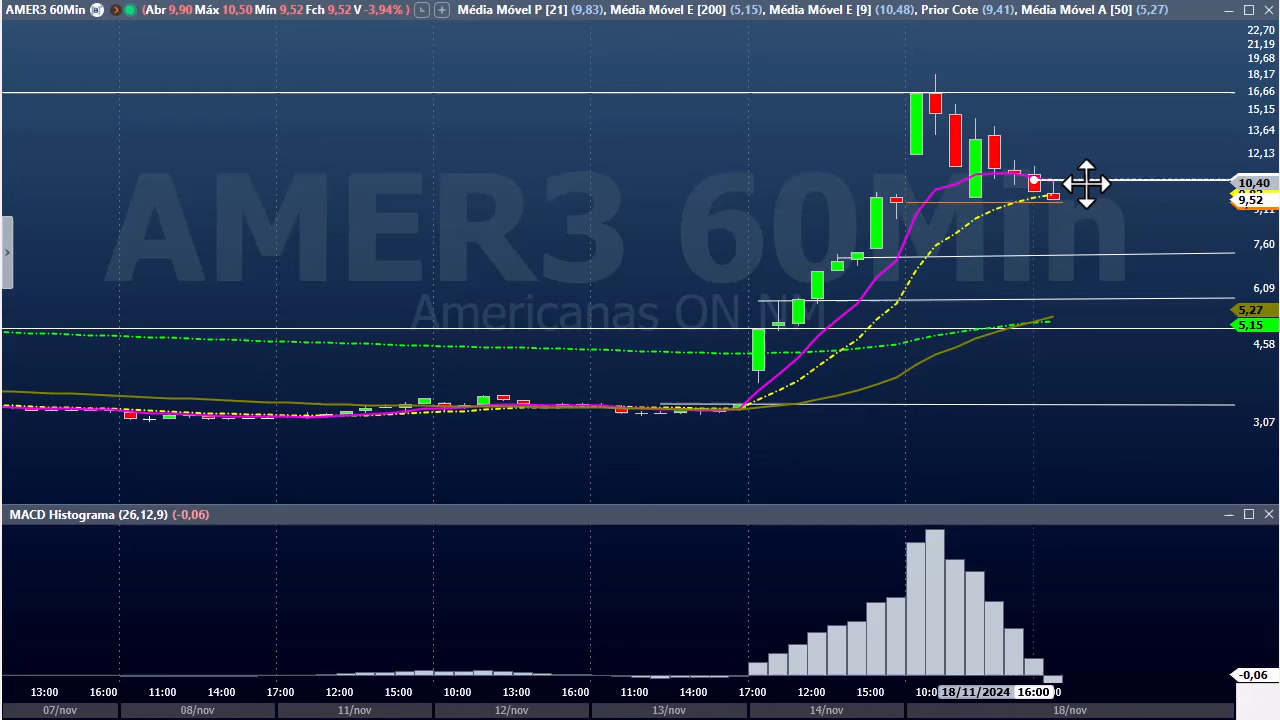 AMER3 60Min (Abr 9,90 Máx 10,50 Mín 9,52 Fch 9,52 V -3,94% ) Média Móvel P [21] (9,83), Média Móvel E [200] (5,15), Média Móvel E [9] (10,48), Prior Cote (9,41), Média Móvel A [50] (5,27)
22,70
21,19
19,68
18,17
16,66
15,15
13,64
12,13
10,40
9,52
7,60
6,09
5,27
5,15
4,58
3,07
AMER3 60Min
Americanas ON NM
MACD Histograma (26,12,9) (-0,06)
-0,06
13:00 16:00 11:00 14:00 17:00 12:00 15:00 10:00 13:00 16:00 11:00 14:00 17:00 12:00 15:00 18/11/2024 16:00
07/nov 08/nov 11/nov 12/nov 13/nov 14/nov 18/nov